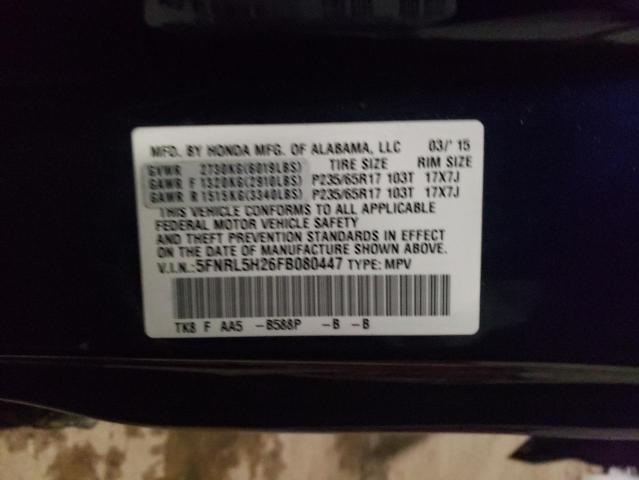 MFD. BY HONDA MFG. OF ALABAMA, LLC 03/'15
GVWR 2730KG(6019LBS) TIRE SIZE RIM SIZE
GAWR F 1320KG(2910LBS) P235/65R17 103T 17X7J
GAWR R 1515KG(3340LBS) P235/65R17 103T 17X7J
THIS VEHICLE CONFORMS TO ALL APPLICABLE
FEDERAL MOTOR VEHICLE SAFETY
AND THEFT PREVENTION STANDARDS IN EFFECT
ON THE DATE OF MANUFACTURE SHOWN ABOVE.
V.I.N.: 5FNRL5H26FB080447 TYPE: MPV
TK8 F AA5 -B588P -B -B